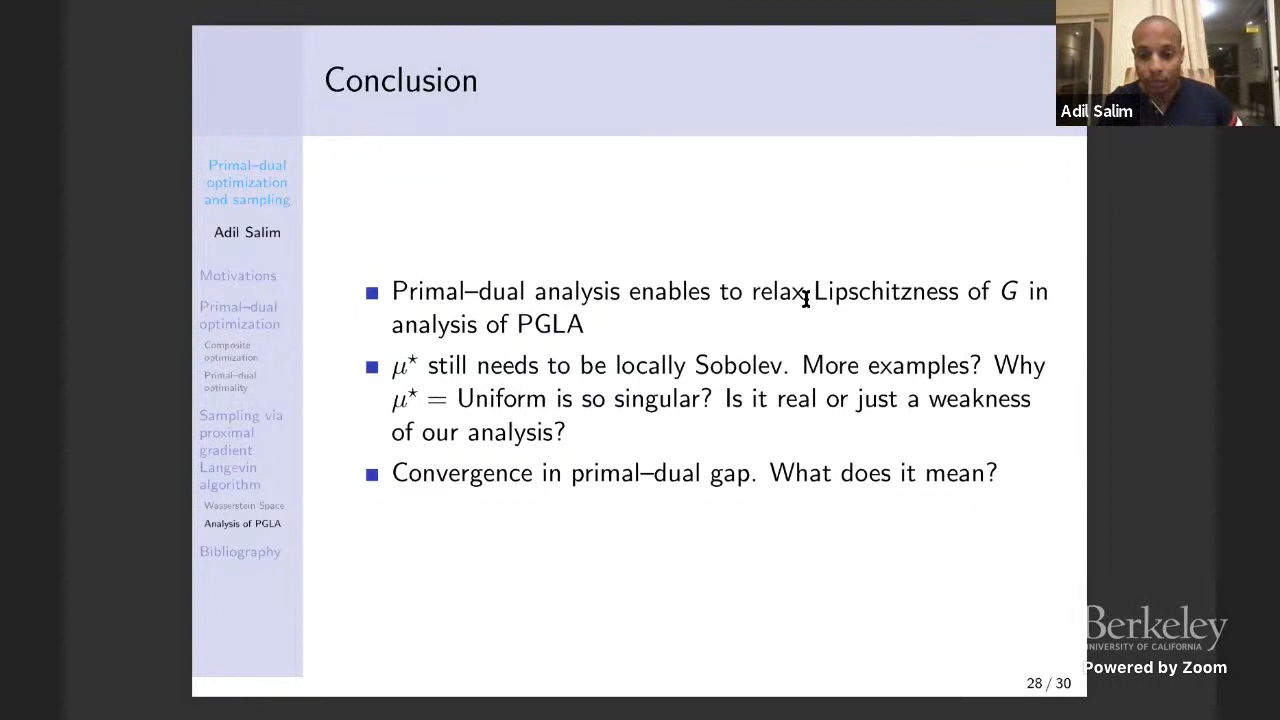 Conclusion
Adil Salim
Primal–dual
optimization
and sampling
Adil Salim
Motivations
Primal–dual
optimization
Composite
optimization
Primal–dual
optimality
Sampling via
proximal
gradient
Langevin
algorithm
Wasserstein Space
Analysis of PGLA
Bibliography
Primal–dual analysis enables to relax Lipschitzness of G in
analysis of PGLA
μ⋆ still needs to be locally Sobolev. More examples? Why
μ⋆ = Uniform is so singular? Is it real or just a weakness
of our analysis?
Convergence in primal–dual gap. What does it mean?
Berkeley
UNIVERSITY OF CALIFORNIA
Powered by Zoom
28 / 30